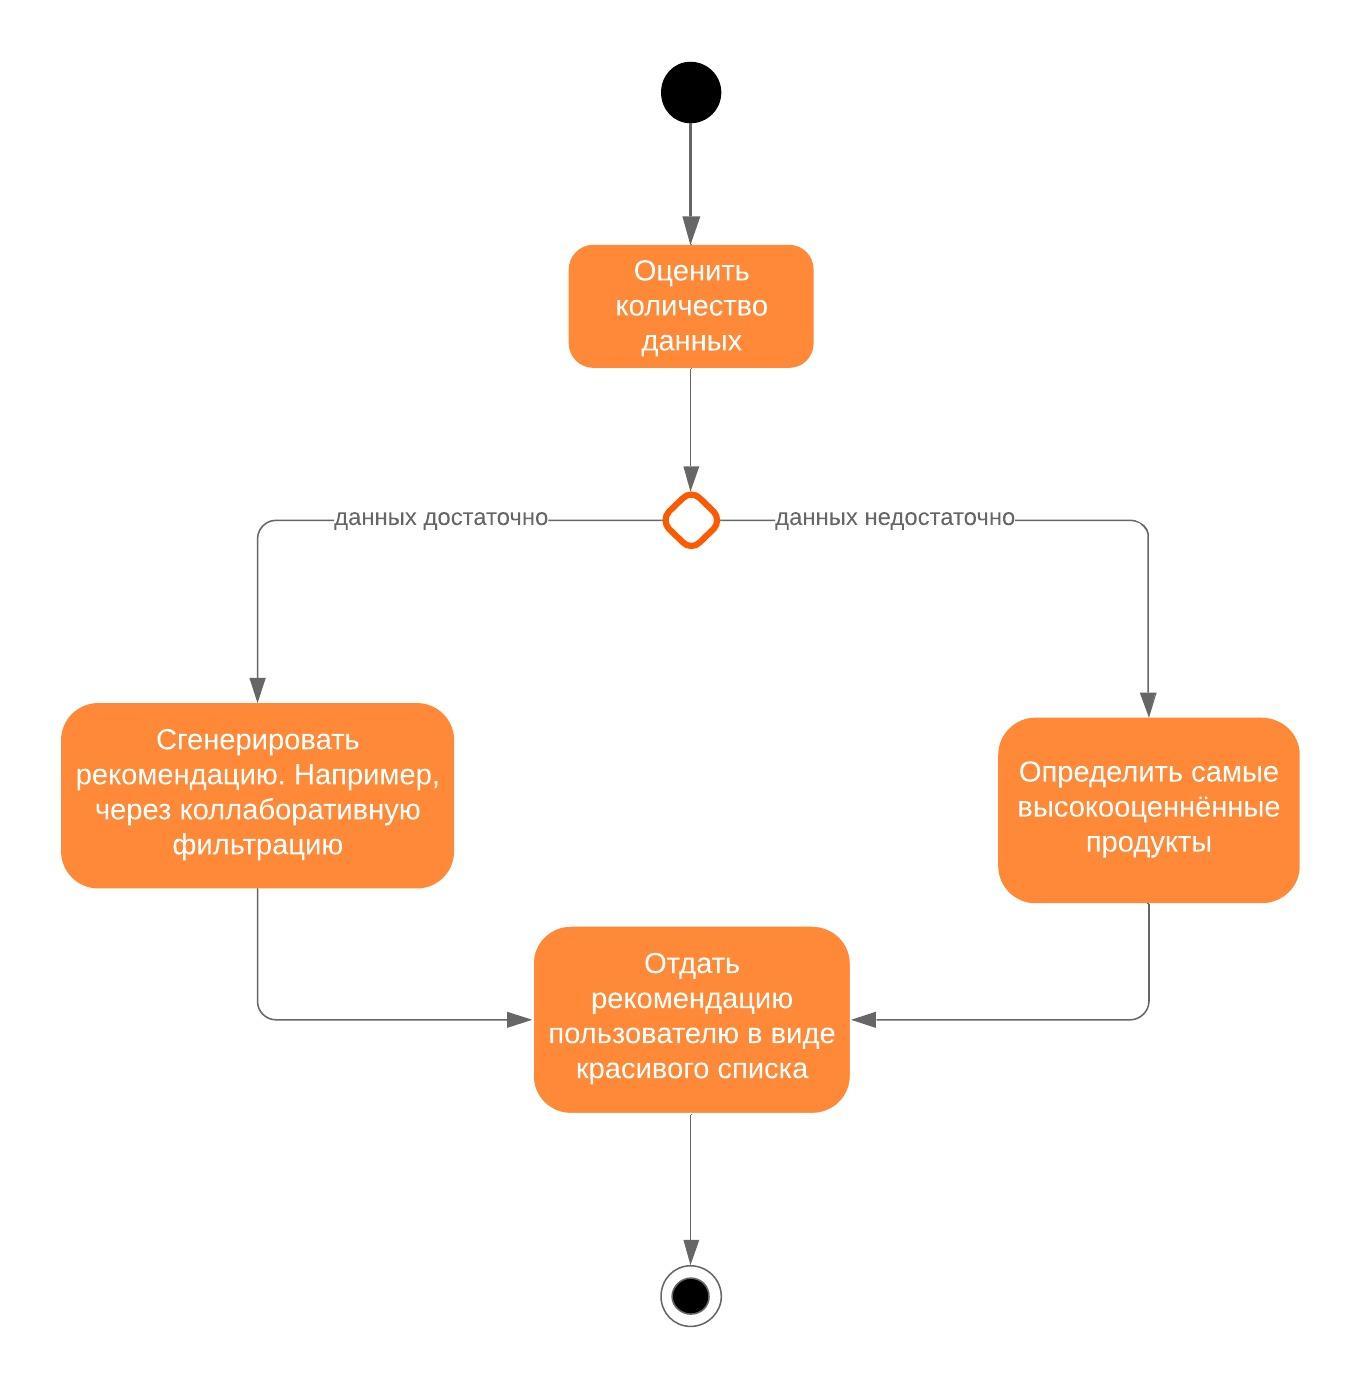 Оценить
количество
данных
данных достаточно
данных недостаточно
Сгенерировать
рекомендацию. Например,
через коллаборативную
фильтрацию
Определить самые
высокооценнённые
продукты
Отдать
рекомендацию
пользователю в виде
красивого списка